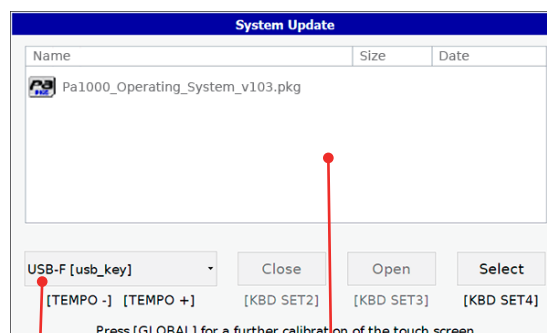 System Update
Name Size Date
Pa1000_Operating_System_v103.pkg
USB-F [usb_key] Close Open Select
[TEMPO -] [TEMPO +] [KBD SET2] [KBD SET3] [KBD SET4]
Press [GLOBAL] for a further calibration of the touch screen